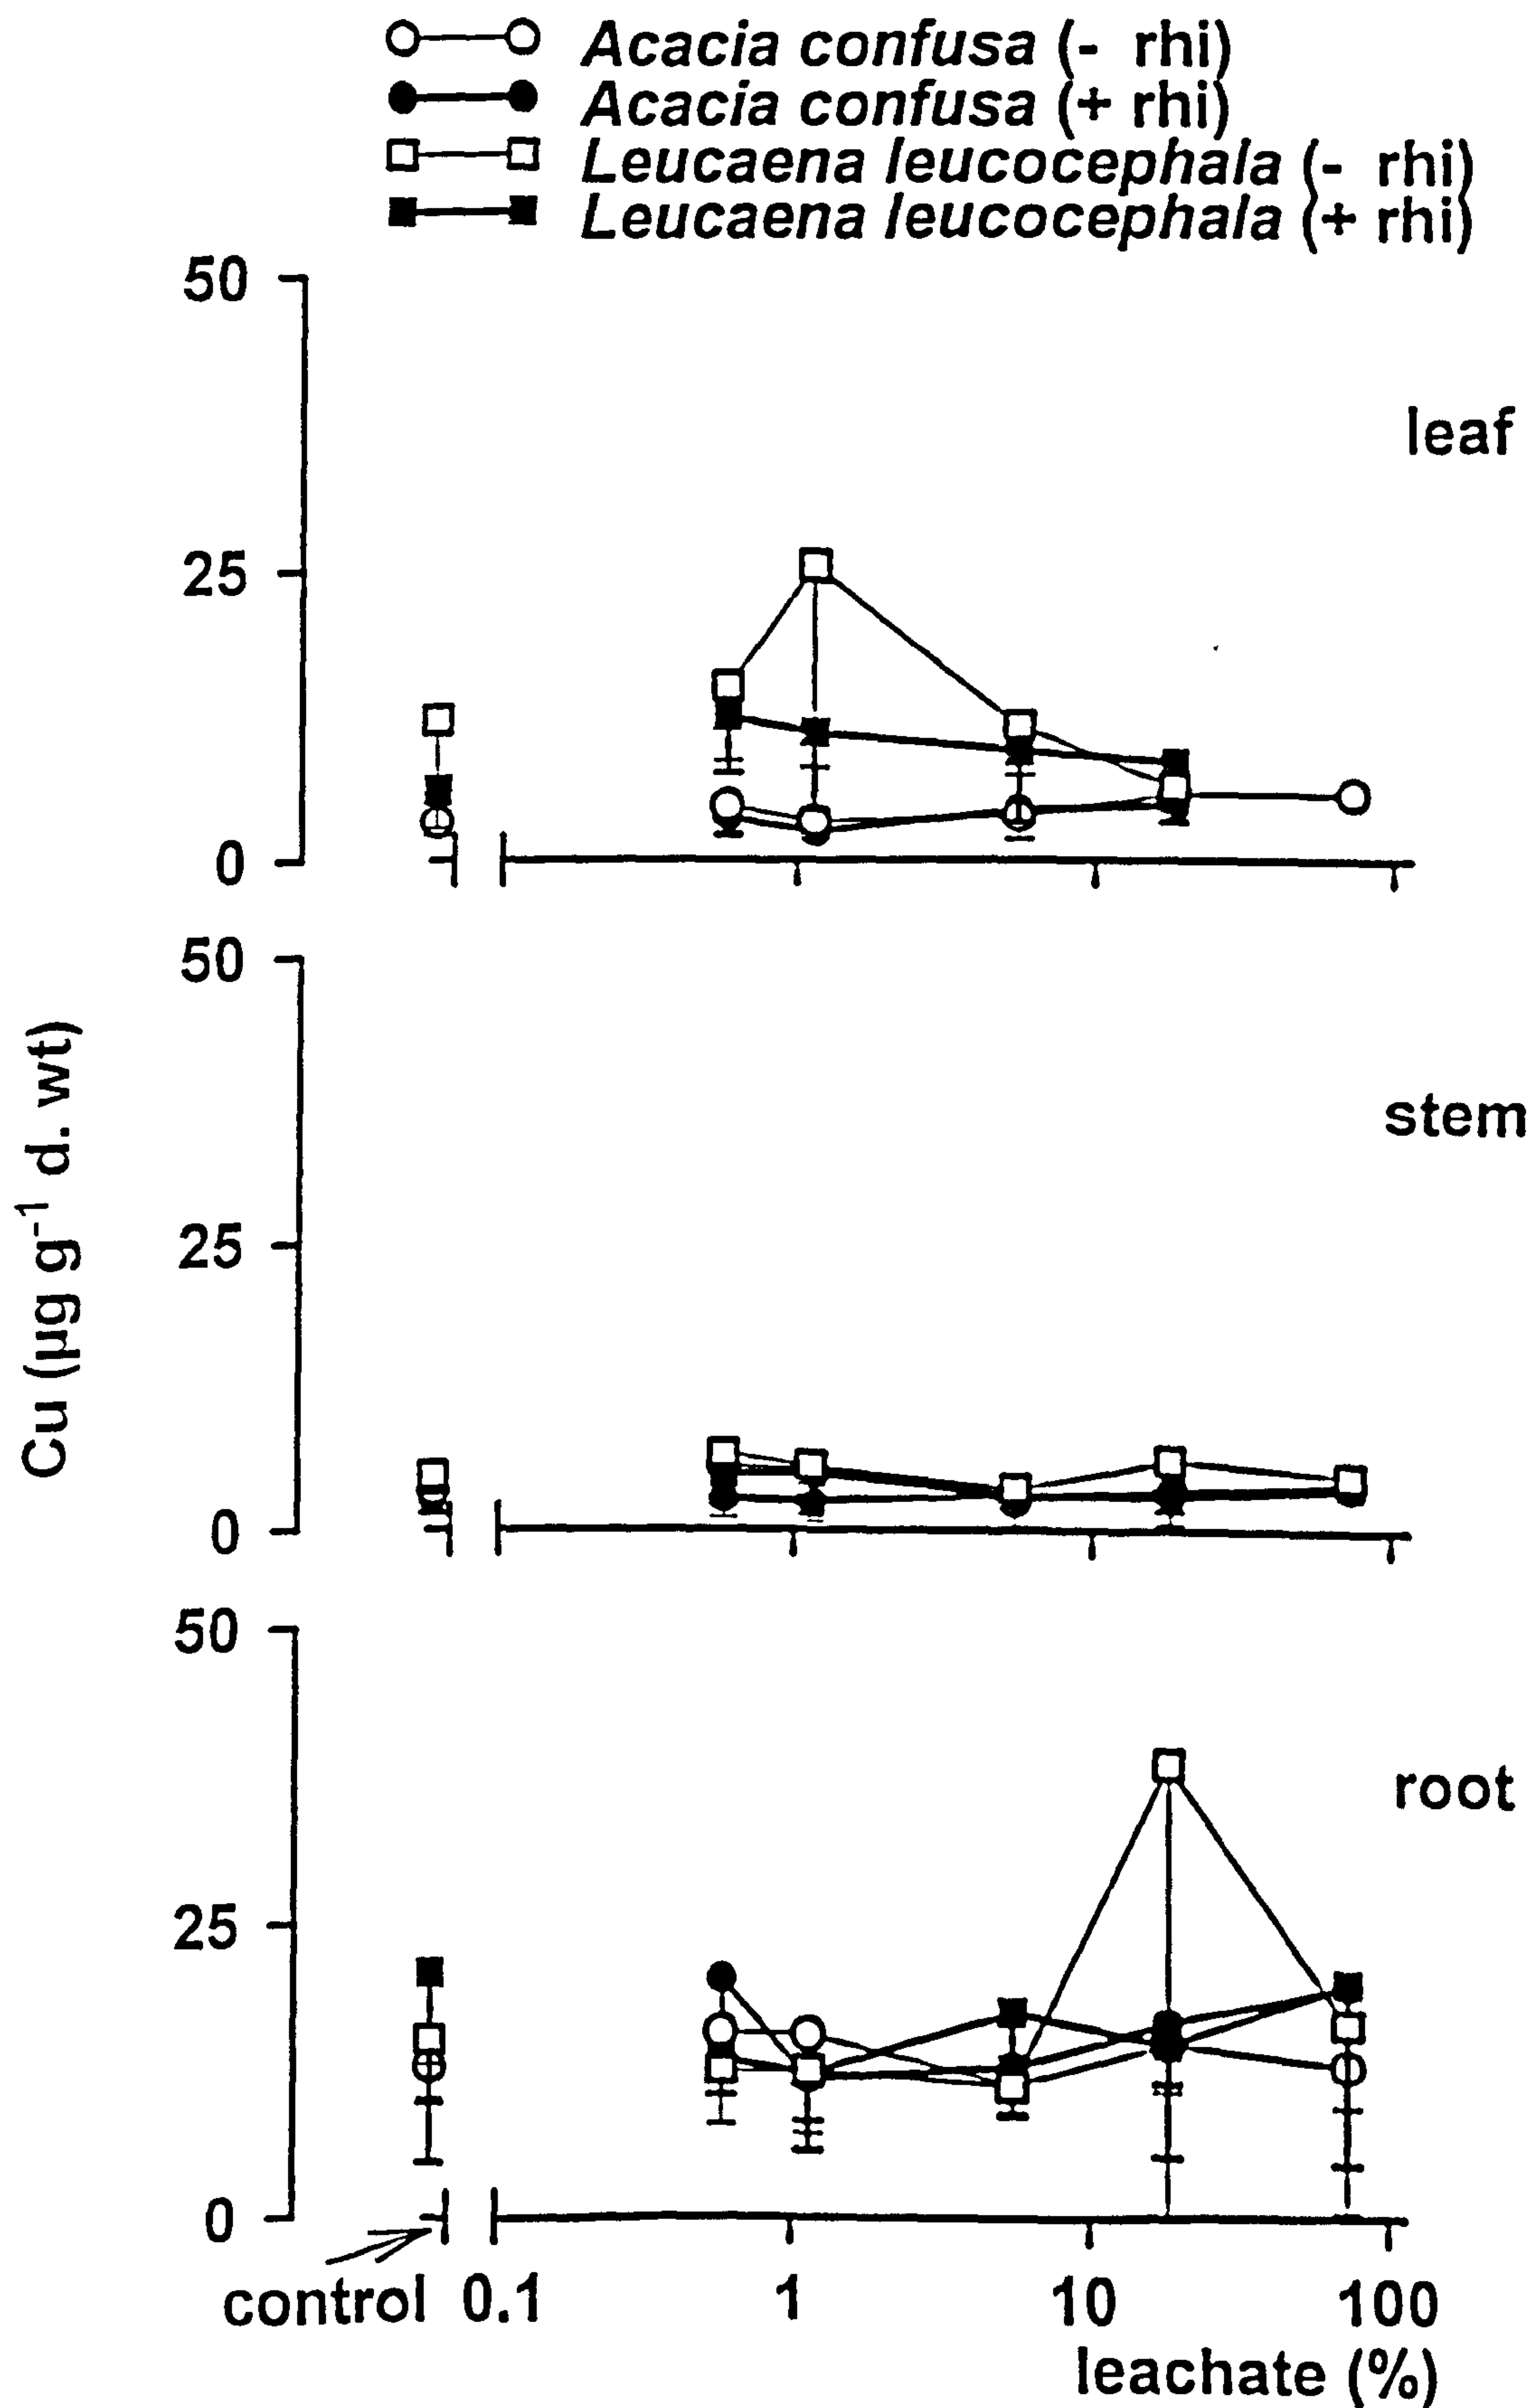 Acacia confusa (- rhi)
Acacia confusa (+ rhi)
Leucaena leucocephala (- rhi)
Leucaena leucocephala (+ rhi)
50
leaf
25
0
50
stem
25
0
Cu (µg g⁻¹ d. wt)
50
root
25
0
control 0.1 1 10 100
leachate (%)